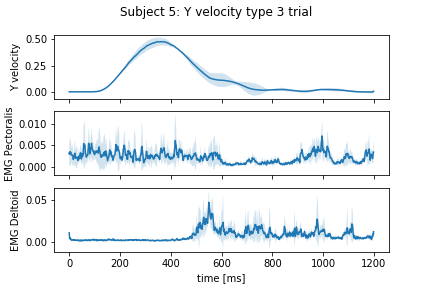 Subject 5: Y velocity type 3 trial
Y velocity
0.50
0.25
0.00
EMG Pectoralis
0.010
0.005
0.000
EMG Deltoid
0.05
0.00
0 200 400 600 800 1000 1200
time [ms]